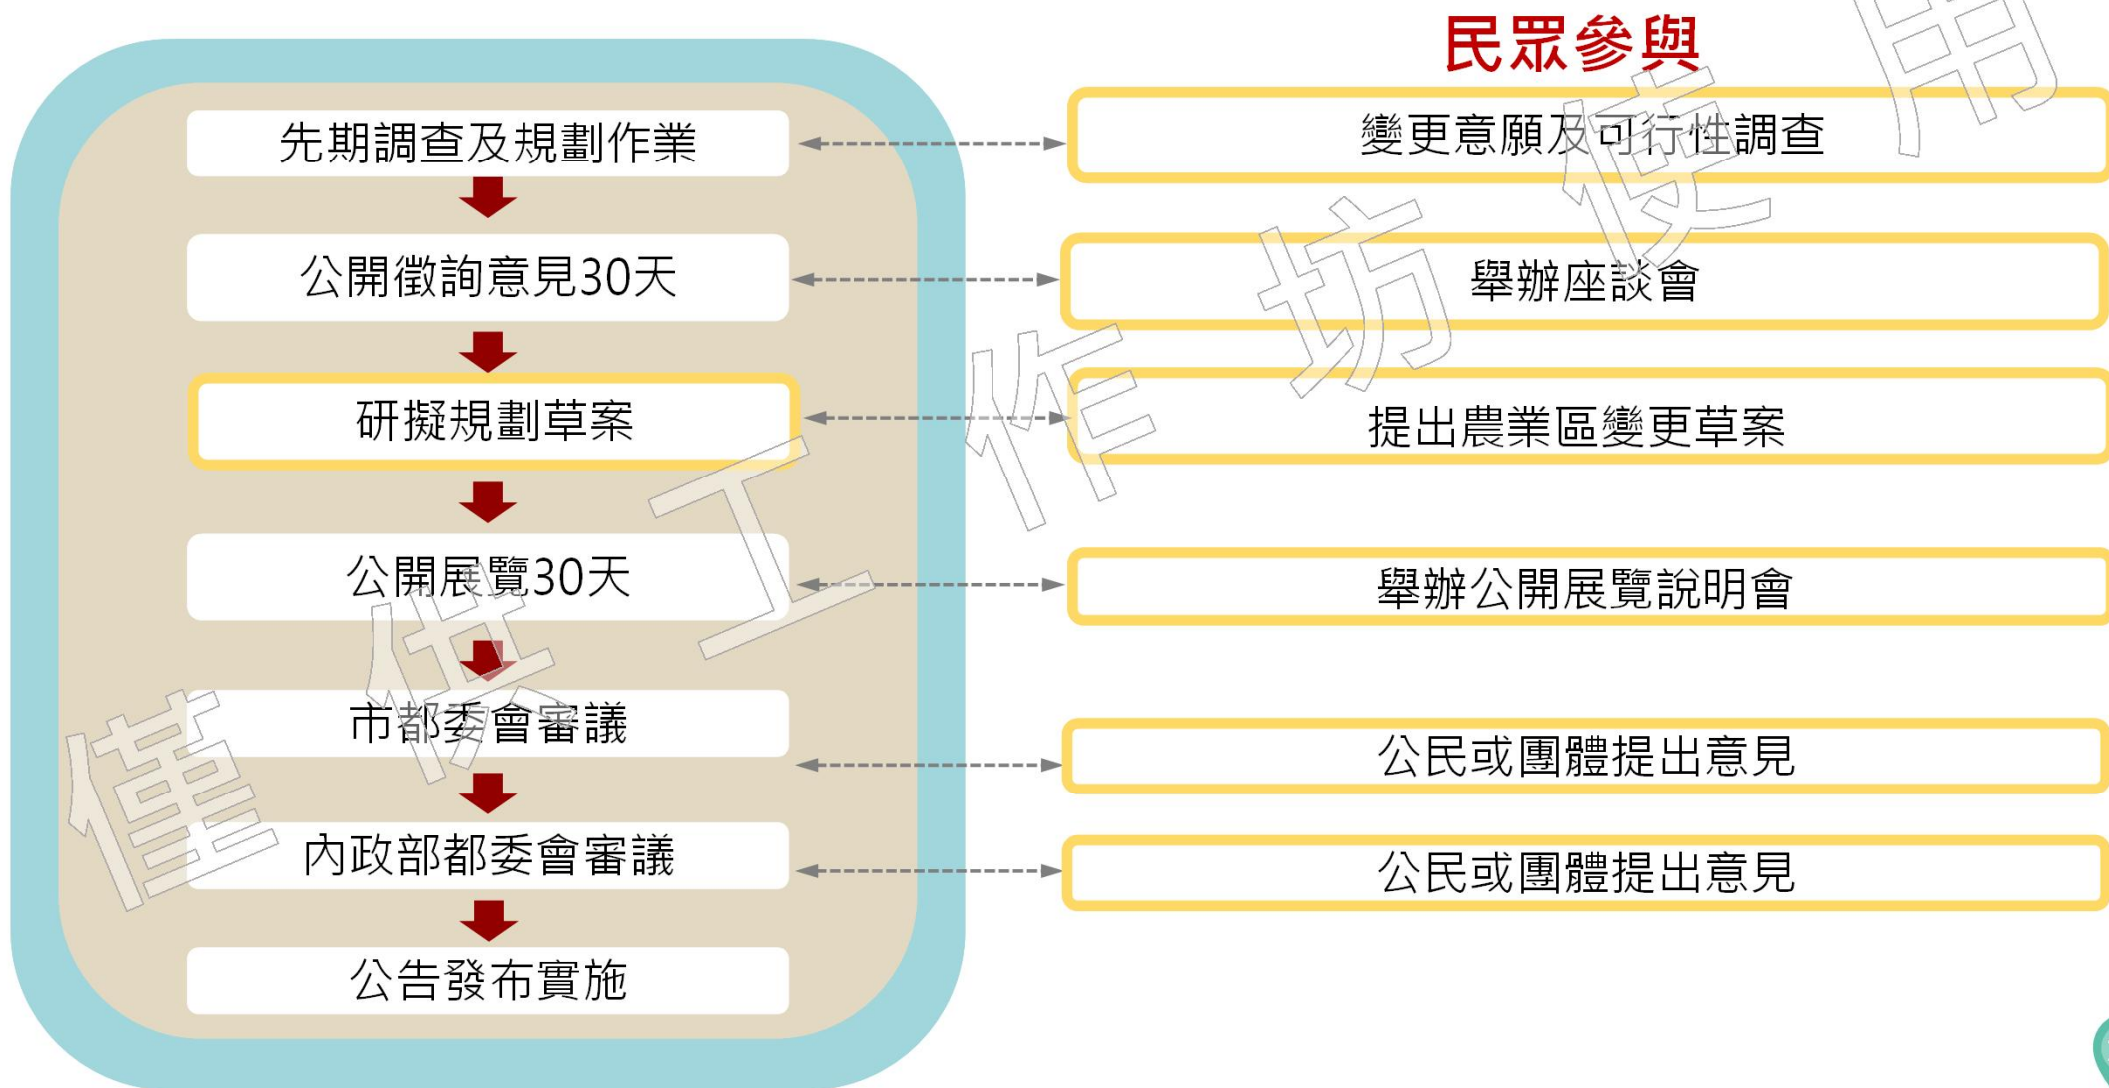 民眾參與
先期調查及規劃作業
變更意願及可行性調查
公開徵詢意見30天
舉辦座談會
研擬規劃草案
提出農業區變更草案
公開展覽30天
舉辦公開展覽說明會
市都委會審議
公民或團體提出意見
內政部都委會審議
公民或團體提出意見
公告發布實施
僅供工作坊使用